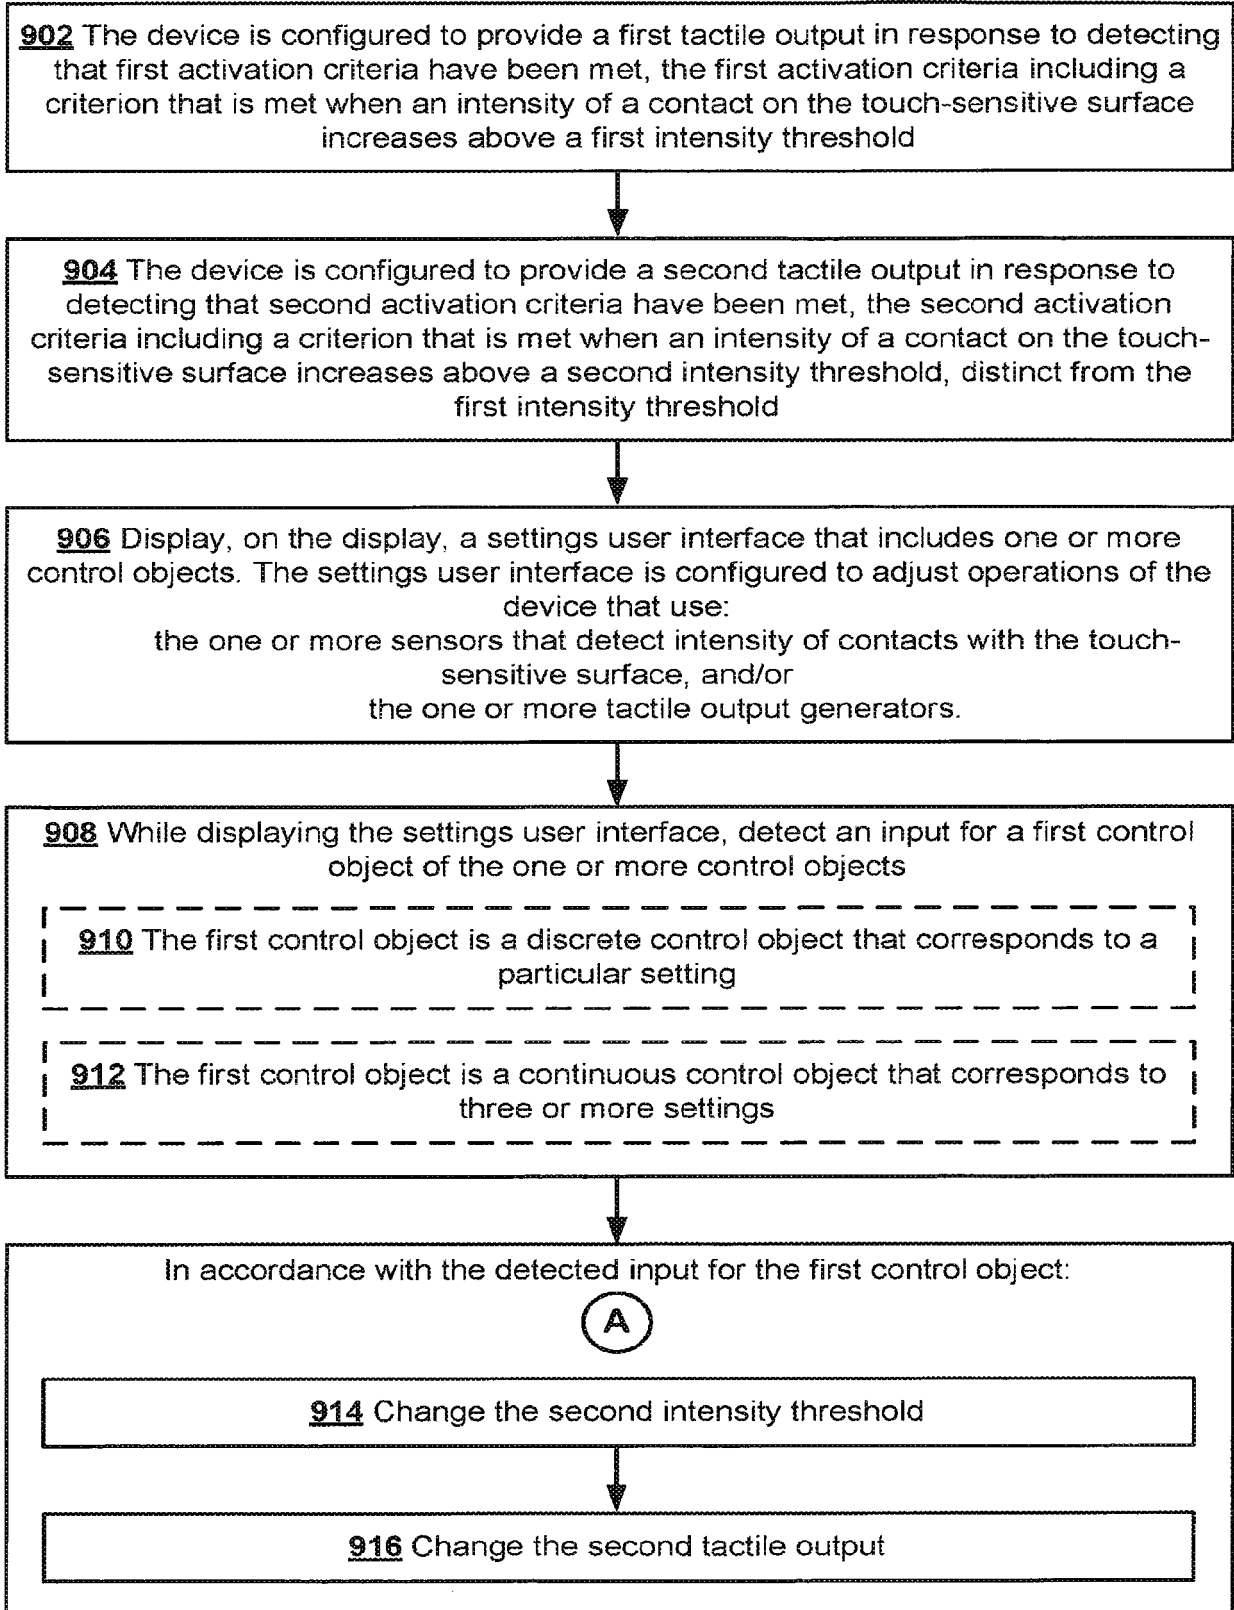 902 The device is configured to provide a first tactile output in response to detecting
that first activation criteria have been met, the first activation criteria including a
criterion that is met when an intensity of a contact on the touch-sensitive surface
increases above a first intensity threshold
904 The device is configured to provide a second tactile output in response to
detecting that second activation criteria have been met, the second activation
criteria including a criterion that is met when an intensity of a contact on the touch-
sensitive surface increases above a second intensity threshold, distinct from the
first intensity threshold
906 Display, on the display, a settings user interface that includes one or more
control objects. The settings user interface is configured to adjust operations of the
device that use:
the one or more sensors that detect intensity of contacts with the touch-
sensitive surface, and/or
the one or more tactile output generators.
908 While displaying the settings user interface, detect an input for a first control
object of the one or more control objects
910 The first control object is a discrete control object that corresponds to a
particular setting
912 The first control object is a continuous control object that corresponds to
three or more settings
In accordance with the detected input for the first control object:
A
914 Change the second intensity threshold
916 Change the second tactile output